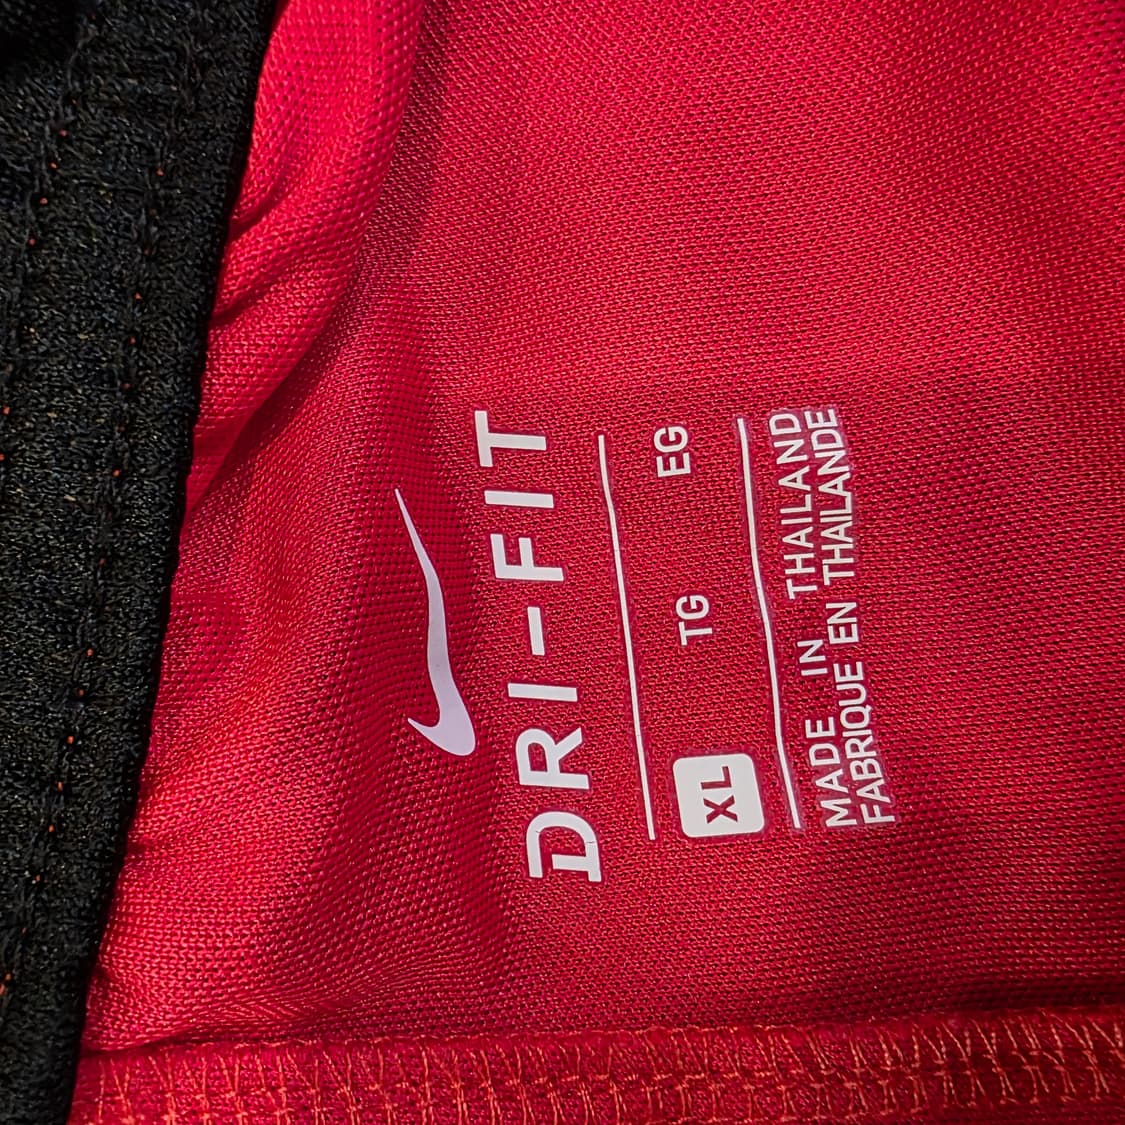 DRI-FIT
XL TG EG
MADE IN THAILAND
FABRIQUE EN THAILANDE